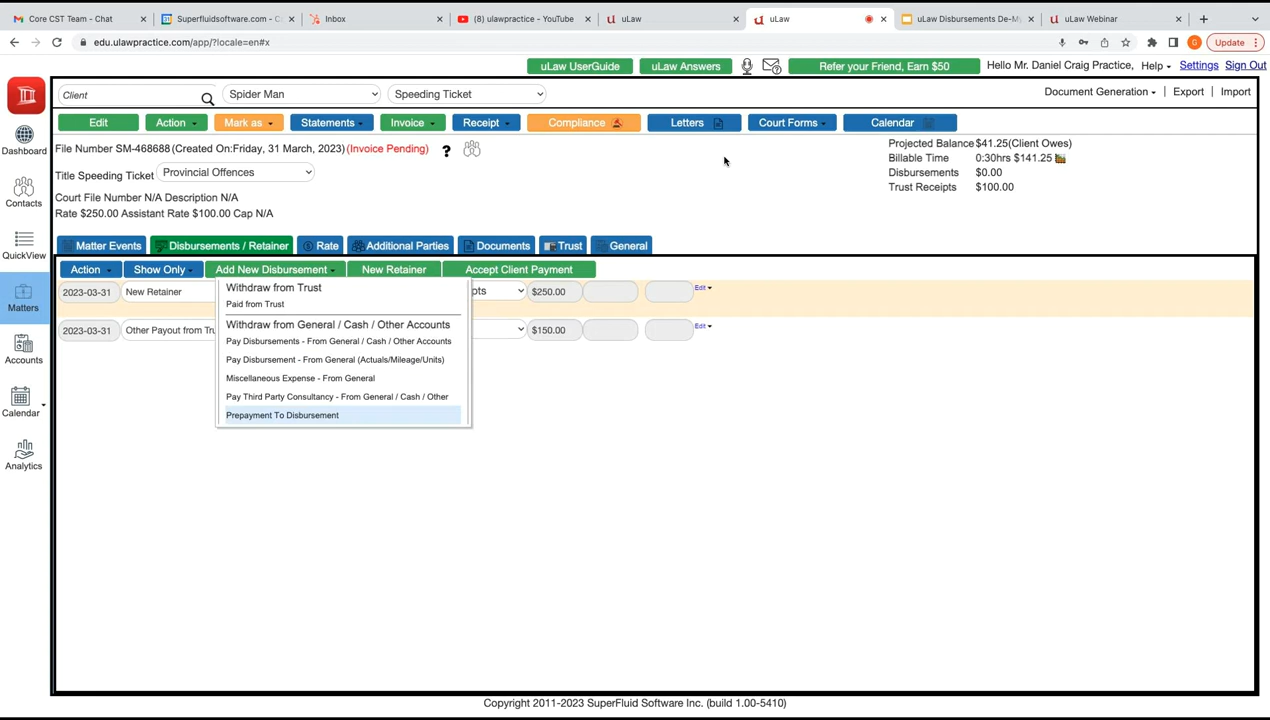 Core CST Team - Chat
Superfluidsoftware.com - C
Inbox
(8) ulawpractice - YouTube
uLaw
uLaw
uLaw Disbursements De-My
uLaw Webinar
edu.ulawpractice.com/app/?locale=en#x
G
Update
uLaw UserGuide
uLaw Answers
Refer your Friend, Earn $50
Hello Mr. Daniel Craig Practice, Help Settings Sign Out
Client
Spider Man
Speeding Ticket
Document Generation | Export | Import
Edit
Action
Mark as
Statements
Invoice
Receipt
Compliance
Letters
Court Forms
Calendar
File Number SM-468688(Created On:Friday, 31 March, 2023)(Invoice Pending) ?
Title Speeding Ticket Provincial Offences
Court File Number N/A Description N/A
Rate $250.00 Assistant Rate $100.00 Cap N/A
Projected Balance $41.25(Client Owes)
Billable Time 0:30hrs $141.25
Disbursements $0.00
Trust Receipts $100.00
Dashboard
Contacts
QuickView
Matters
Accounts
Calendar
Analytics
Matter Events
Disbursements / Retainer
Rate
Additional Parties
Documents
Trust
General
Action
Show Only
Add New Disbursement
New Retainer
Accept Client Payment
2023-03-31 New Retainer pts $250.00 Edit
2023-03-31 Other Payout from Tru $150.00 Edit
Withdraw from Trust
Paid from Trust
Withdraw from General / Cash / Other Accounts
Pay Disbursements - From General / Cash / Other Accounts
Pay Disbursement - From General (Actuals/Mileage/Units)
Miscellaneous Expense - From General
Pay Third Party Consultancy - From General / Cash / Other
Prepayment To Disbursement
Copyright 2011-2023 SuperFluid Software Inc. (build 1.00-5410)